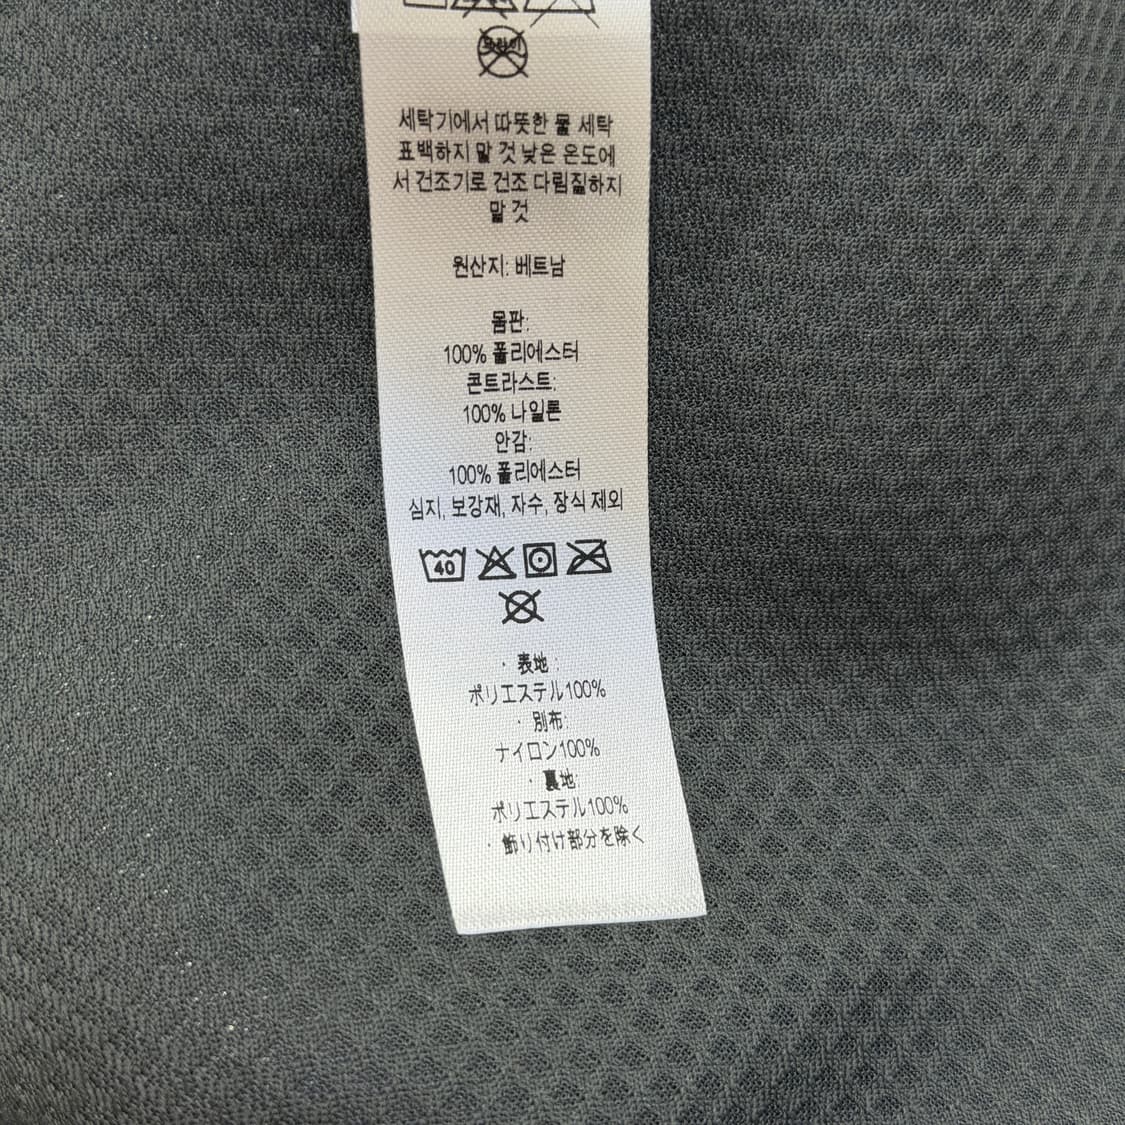 드라이
세탁기에서 따뜻한 물 세탁
표백하지 말 것 낮은 온도에
서 건조기로 건조 다림질하지
말 것
원산지: 베트남
몸판:
100% 폴리에스터
콘트라스트:
100% 나일론
안감:
100% 폴리에스터
심지, 보강재, 자수, 장식 제외
40
・表地:
ポリエステル100%
・別布:
ナイロン100%
・裏地:
ポリエステル100%
・飾り付け部分を除く